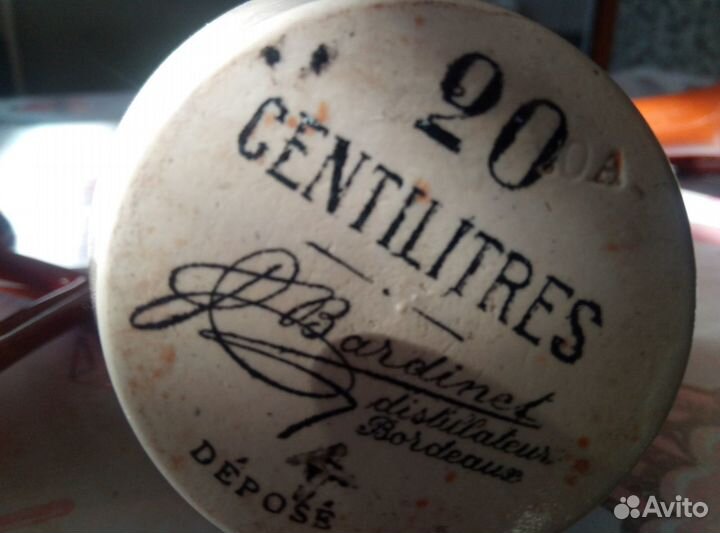 20
CENTILITRES
Bardinet
distillateur
Bordeaux
DÉPOSÉ
Avito